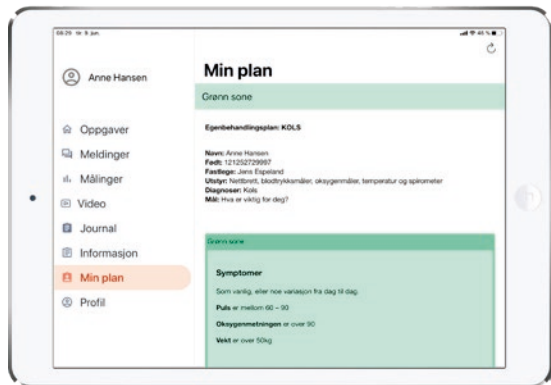 08:29 tir. 9. jun.
45 %
Anne Hansen
Oppgaver
Meldinger
Målinger
Video
Journal
Informasjon
Min plan
Profil
Min plan
Grønn sone
Egenbehandlingsplan: KOLS
Navn: Anne Hansen
Født: 121252729997
Fastlege: Jens Espeland
Utstyr: Nettbrett, blodtrykksmåler, oksygenmåler, temperatur og spirometer
Diagnoser: Kols
Mål: Hva er viktig for deg?
Grønn sone
Symptomer
Som vanlig, eller noe variasjon fra dag til dag.
Puls er mellom 60 – 90
Oksygenmetningen er over 90
Vekt er over 50kg